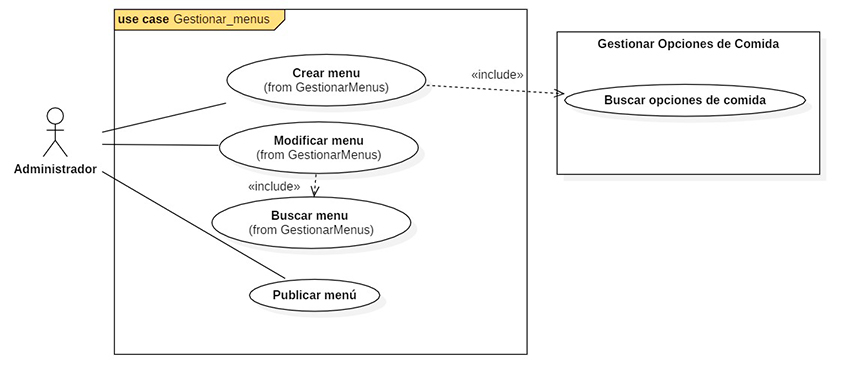 use case Gestionar_menus
Gestionar Opciones de Comida
Crear menu
(from GestionarMenus)
«include»
Buscar opciones de comida
Modificar menu
(from GestionarMenus)
Administrador
«include»
Buscar menu
(from GestionarMenus)
Publicar menú